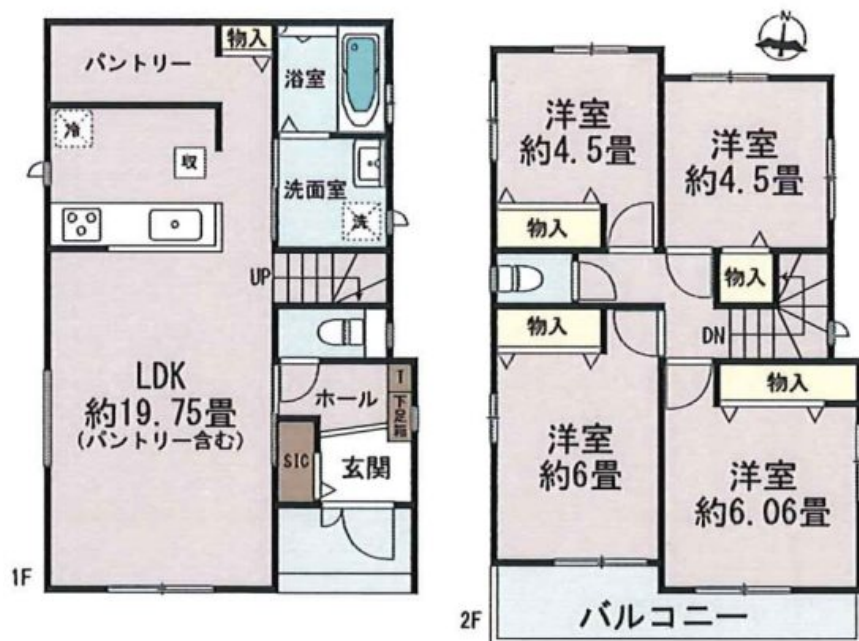 パントリー
物入
浴室
冷
収
洗面室
洗
UP
LDK
約19.75畳
(パントリー含む)
ホール
T
下足箱
SIC
玄関
1F
N
洋室
約4.5畳
物入
洋室
約4.5畳
物入
DN
物入
洋室
約6畳
物入
洋室
約6.06畳
バルコニー
2F